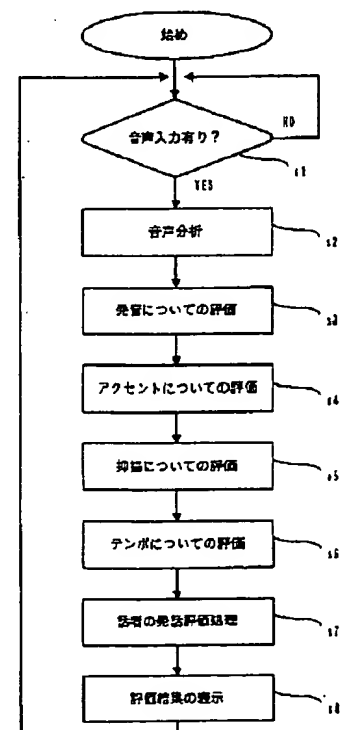 始め
音声入力有り?
NO
s1
YES
音声分析
s2
発音についての評価
s3
アクセントについての評価
s4
抑揚についての評価
s5
テンポについての評価
s6
話者の発話評価処理
s7
評価結果の表示
s8